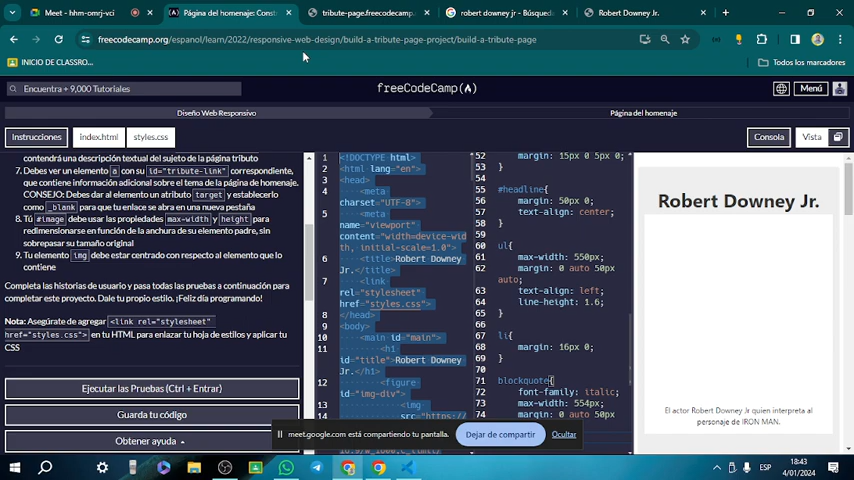 Meet - hhm-omrj-vci
Página del homenaje: Constr
tribute-page.freecodecamp.
robert downey jr - Búsqued
Robert Downey Jr.
freecodecamp.org/espanol/learn/2022/responsive-web-design/build-a-tribute-page-project/build-a-tribute-page
INICIO DE CLASSRO...
Todos los marcadores
Encuentra + 9,000 Tutoriales
freeCodeCamp(🔥)
Menú
Diseño Web Responsivo
Página del homenaje
Instrucciones
index.html
styles.css
Consola
Vista
contendrá una descripción textual del sujeto de la página tributo
7. Debes ver un elemento a con su id="tribute-link" correspondiente,
que contiene información adicional sobre el tema de la página de homenaje.
CONSEJO: Debes dar al elemento un atributo target y establecerlo
como _blank para que tu enlace se abra en una nueva pestaña
8. Tú #image debe usar las propiedades max-width y height para
redimensionarse en función de la anchura de su elemento padre, sin
sobrepasar su tamaño original
9. Tu elemento img debe estar centrado con respecto al elemento que lo
contiene
Completa las historias de usuario y pasa todas las pruebas a continuación para
completar este proyecto. Dale tu propio estilo. ¡Feliz día programando!
Nota: Asegúrate de agregar <link rel="stylesheet"
href="styles.css"> en tu HTML para enlazar tu hoja de estilos y aplicar tu
CSS
Ejecutar las Pruebas (Ctrl + Entrar)
Guarda tu código
Obtener ayuda
1 <!DOCTYPE html>
2 <html lang="en">
3 <head>
4 <meta
charset="UTF-8">
5 <meta
name="viewport"
content="width=device-wid
th, initial-scale=1.0">
6 <title>Robert Downey
Jr.</title>
7 <link
rel="stylesheet"
href="styles.css">
8 </head>
9 <body>
10 <main id="main">
11 <h1
id="title">Robert Downey
Jr.</h1>
12 <figure
id="img-div">
13 <img
14 src="https://
52 margin: 15px 0 5px 0;
53 }
54
55 #headline{
56 margin: 50px 0;
57 text-align: center;
58 }
59
60 ul{
61 max-width: 550px;
62 margin: 0 auto 50px
auto;
63 text-align: left;
64 line-height: 1.6;
65 }
66
67 li{
68 margin: 16px 0;
69 }
70
71 blockquote{
72 font-family: italic;
73 max-width: 554px;
74 margin: 0 auto 50px
Robert Downey Jr.
El actor Robert Downey Jr quien interpreta al
personaje de IRON MAN.
meet.google.com está compartiendo tu pantalla.
Dejar de compartir
Ocultar
ESP
18:43
4/01/2024